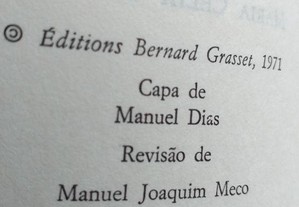 © Éditions Bernard Grasset, 1971
Capa de
Manuel Dias
Revisão de
Manuel Joaquim Meco